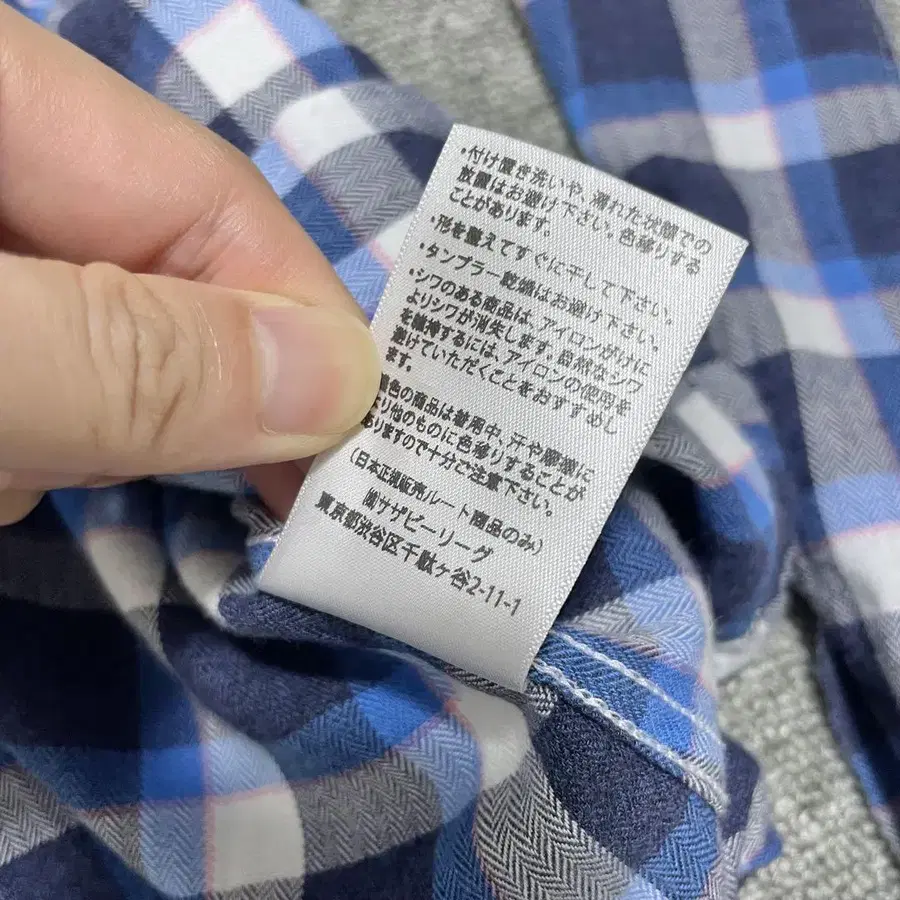 ・付け置き洗いや、濡れた状態での
放置はお避け下さい。色移りする
ことがあります。
・形を整えてすぐに干して下さい。
・タンブラー乾燥はお避け下さい。
・シワのある商品は、アイロンがけに
よりシワが消失します。自然なシワ
を維持するには、アイロンの使用を
避けていただくことをおすすめし
ます。
色の商品は着用中、汗や摩擦に
より他のものに色移りすることが
ありますので十分ご注意下さい。
(日本正規販売ルート商品のみ)
㈱サザビーリーグ
東京都渋谷区千駄ヶ谷2-11-1